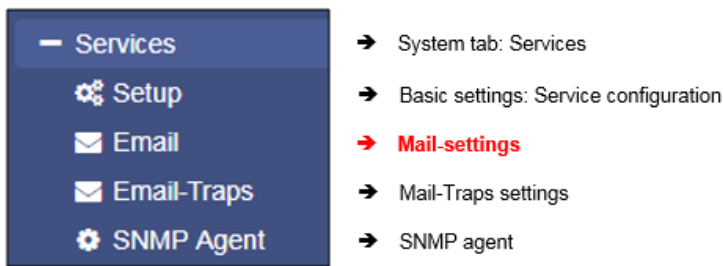 Services → System tab: Services
Setup → Basic settings: Service configuration
Email → Mail-settings
Email-Traps → Mail-Traps settings
SNMP Agent → SNMP agent